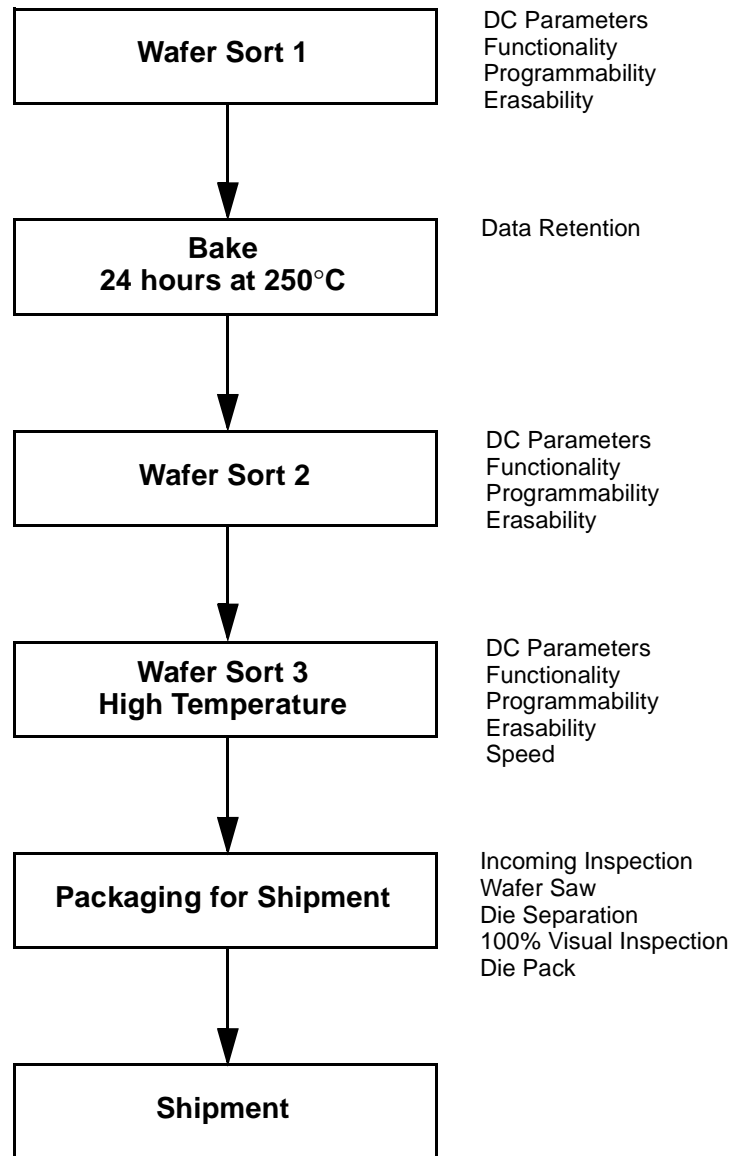 Wafer Sort 1
DC Parameters
Functionality
Programmability
Erasability
Bake
24 hours at 250°C
Data Retention
Wafer Sort 2
DC Parameters
Functionality
Programmability
Erasability
Wafer Sort 3
High Temperature
DC Parameters
Functionality
Programmability
Erasability
Speed
Packaging for Shipment
Incoming Inspection
Wafer Saw
Die Separation
100% Visual Inspection
Die Pack
Shipment